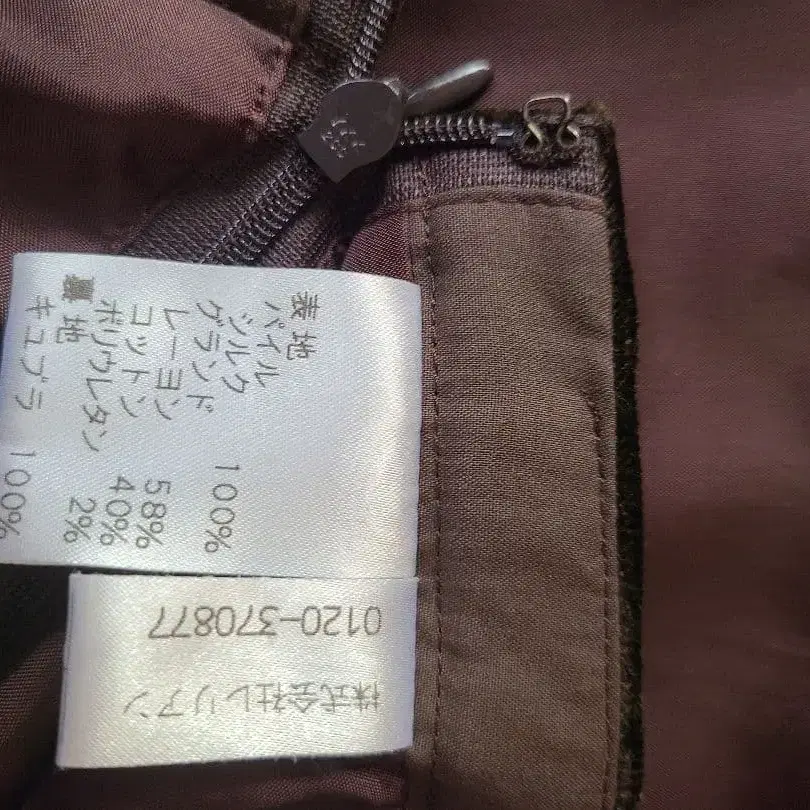 表地
パイル
シルク 100%
グランド
レーヨン 58%
コットン 40%
ポリウレタン 2%
裏地
キュプラ 100%
株式会社レリアン
0120-370877